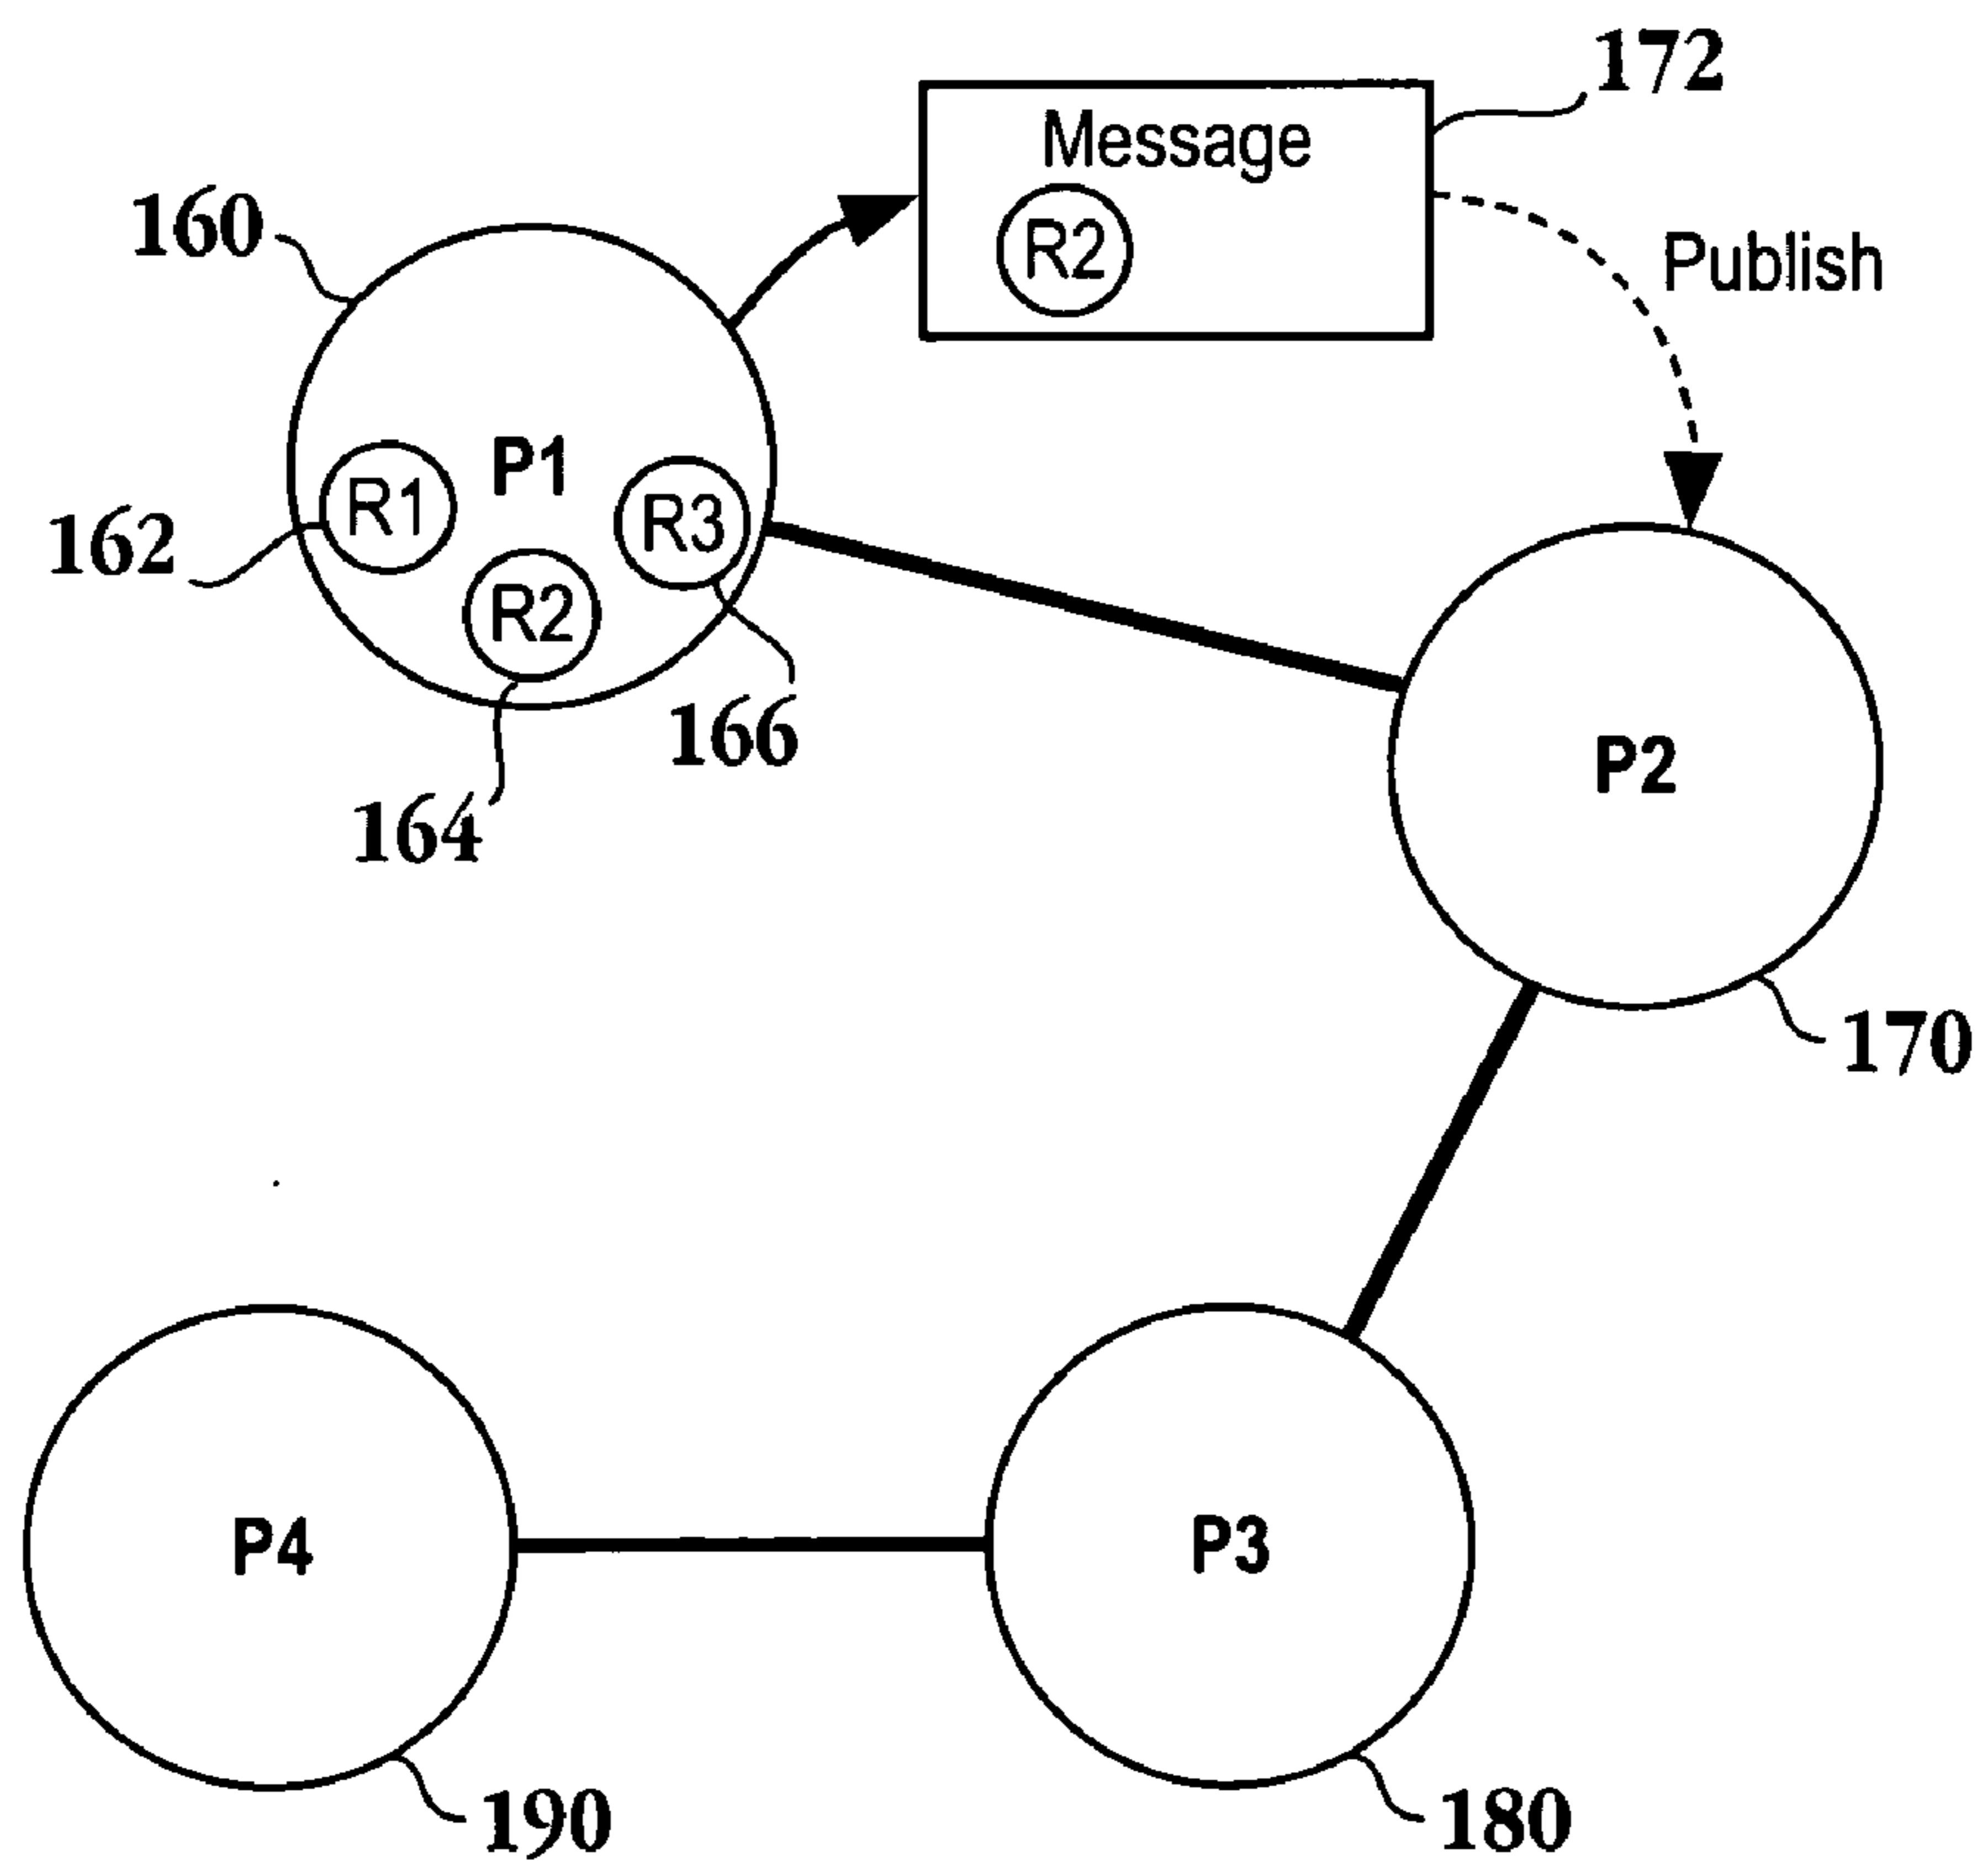 172
Message
160
R2
Publish
P1
R1
R3
162
R2
166
P2
164
170
P4
P3
190
180